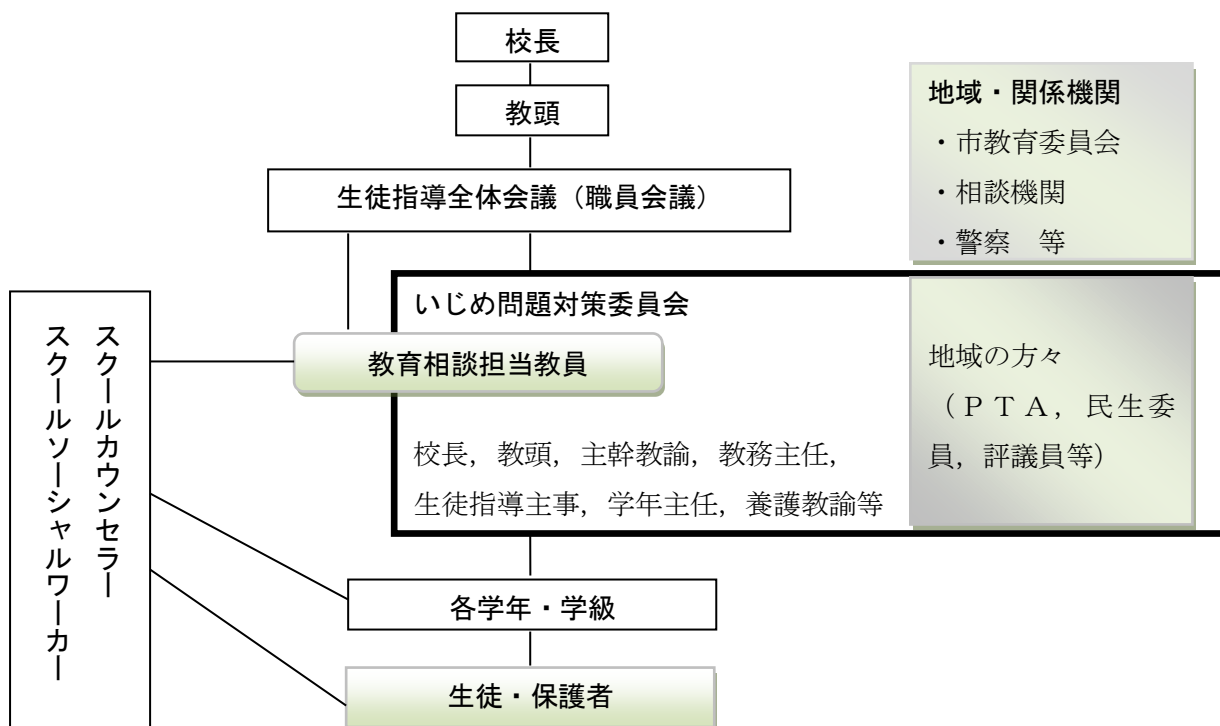 校長
教頭
生徒指導全体会議（職員会議）
地域・関係機関
・市教育委員会
・相談機関
・警察　等
いじめ問題対策委員会
教育相談担当教員
校長，教頭，主幹教諭，教務主任，
生徒指導主事，学年主任，養護教諭等
地域の方々
（ＰＴＡ，民生委
員，評議員等）
スクールカウンセラー
スクールソーシャルワーカー
各学年・学級
生徒・保護者